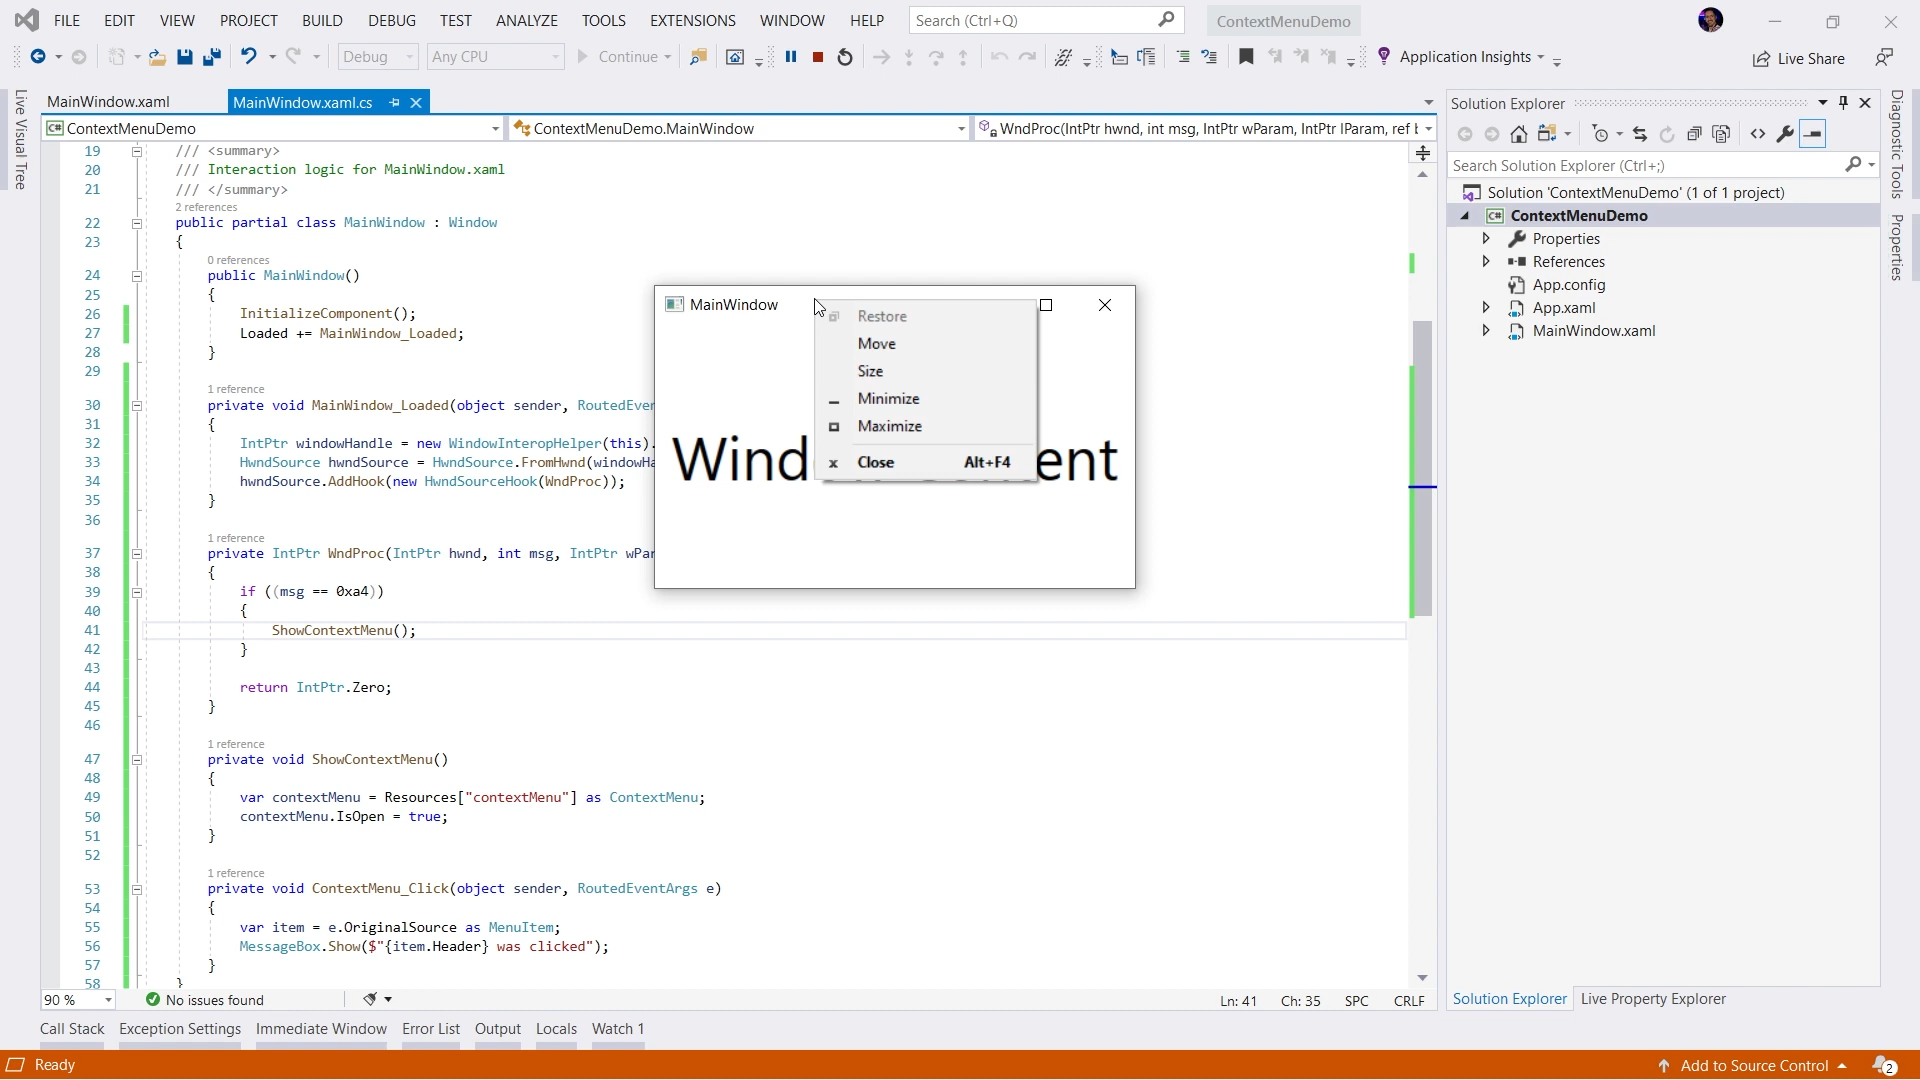 FILE EDIT VIEW PROJECT BUILD DEBUG TEST ANALYZE TOOLS EXTENSIONS WINDOW HELP Search (Ctrl+Q) ContextMenuDemo
Debug Any CPU Continue Application Insights Live Share
Live Visual Tree
MainWindow.xaml MainWindow.xaml.cs
ContextMenuDemo ContextMenuDemo.MainWindow WndProc(IntPtr hwnd, int msg, IntPtr wParam, IntPtr lParam, ref
19 /// <summary>
20 /// Interaction logic for MainWindow.xaml
21 /// </summary>
2 references
22 public partial class MainWindow : Window
23 {
0 references
24 public MainWindow()
25 {
26 InitializeComponent();
27 Loaded += MainWindow_Loaded;
28 }
29
1 reference
30 private void MainWindow_Loaded(object sender,
31 {
32 IntPtr windowHandle = new WindowInteropHelper(this).
33 HwndSource hwndSource = HwndSource.FromHwnd(
34 hwndSource.AddHook(new HwndSourceHook(WndProc));
35 }
36
1 reference
37 private IntPtr WndProc(IntPtr hwnd, int msg, IntPtr
38 {
39 if ((msg == 0xa4))
40 {
41 ShowContextMenu();
42 }
43
44 return IntPtr.Zero;
45 }
46
1 reference
47 private void ShowContextMenu()
48 {
49 var contextMenu = Resources["contextMenu"] as ContextMenu;
50 contextMenu.IsOpen = true;
51 }
52
1 reference
53 private void ContextMenu_Click(object sender, RoutedEventArgs e)
54 {
55 var item = e.OriginalSource as MenuItem;
56 MessageBox.Show($"{item.Header} was clicked");
57 }
58 }
MainWindow
Restore
Move
Size
Minimize
Maximize
Close Alt+F4
Solution Explorer
Search Solution Explorer (Ctrl+;)
Solution 'ContextMenuDemo' (1 of 1 project)
ContextMenuDemo
Properties
References
App.config
App.xaml
MainWindow.xaml
Diagnostic Tools
Properties
90 % No issues found Ln: 41 Ch: 35 SPC CRLF
Solution Explorer Live Property Explorer
Call Stack Exception Settings Immediate Window Error List Output Locals Watch 1
Ready Add to Source Control 2